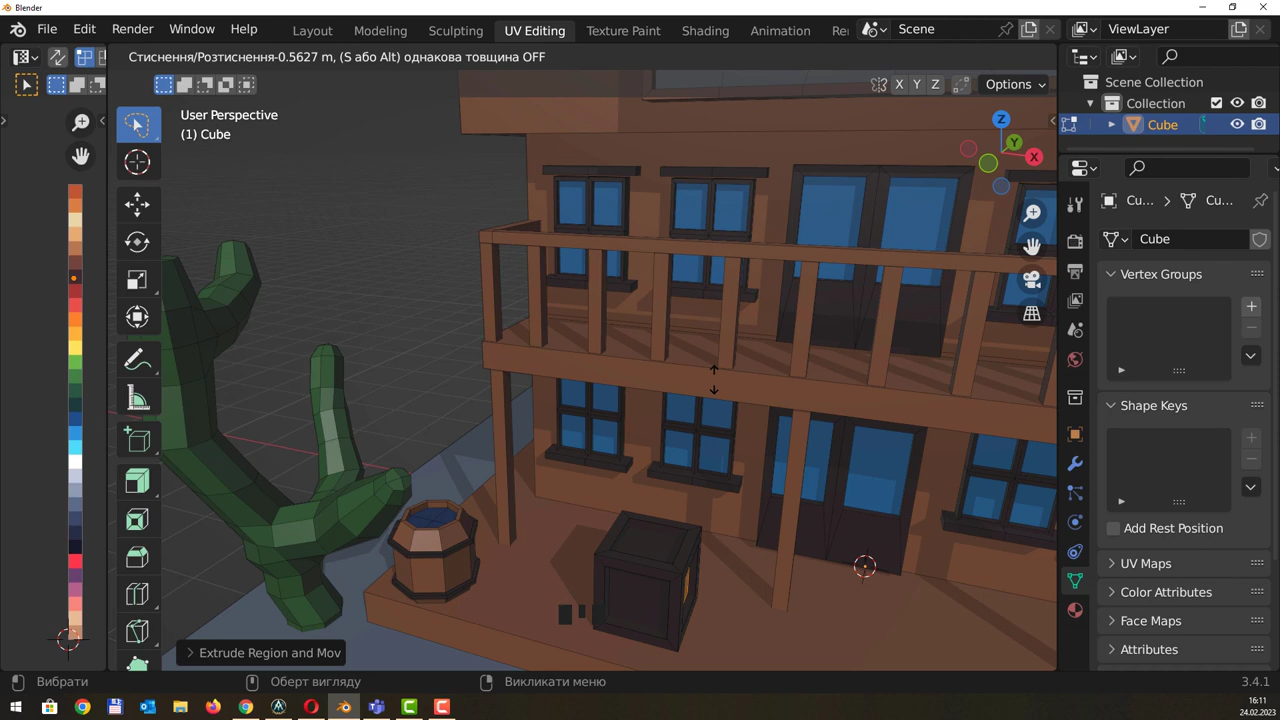 Blender
File Edit Render Window Help Layout Modeling Sculpting UV Editing Texture Paint Shading Animation Re Scene ViewLayer
Стиснення/Розтиснення-0.5627 m, (S або Alt) однакова товщина OFF
X Y Z Options
User Perspective
(1) Cube
Z
Y
X
Scene Collection
Collection
Cube
Cu... Cu...
Cube
Vertex Groups
Shape Keys
Add Rest Position
UV Maps
Color Attributes
Face Maps
Attributes
Extrude Region and Mov
Вибрати Оберт вигляду Викликати меню 3.4.1
16:11
24.02.2023